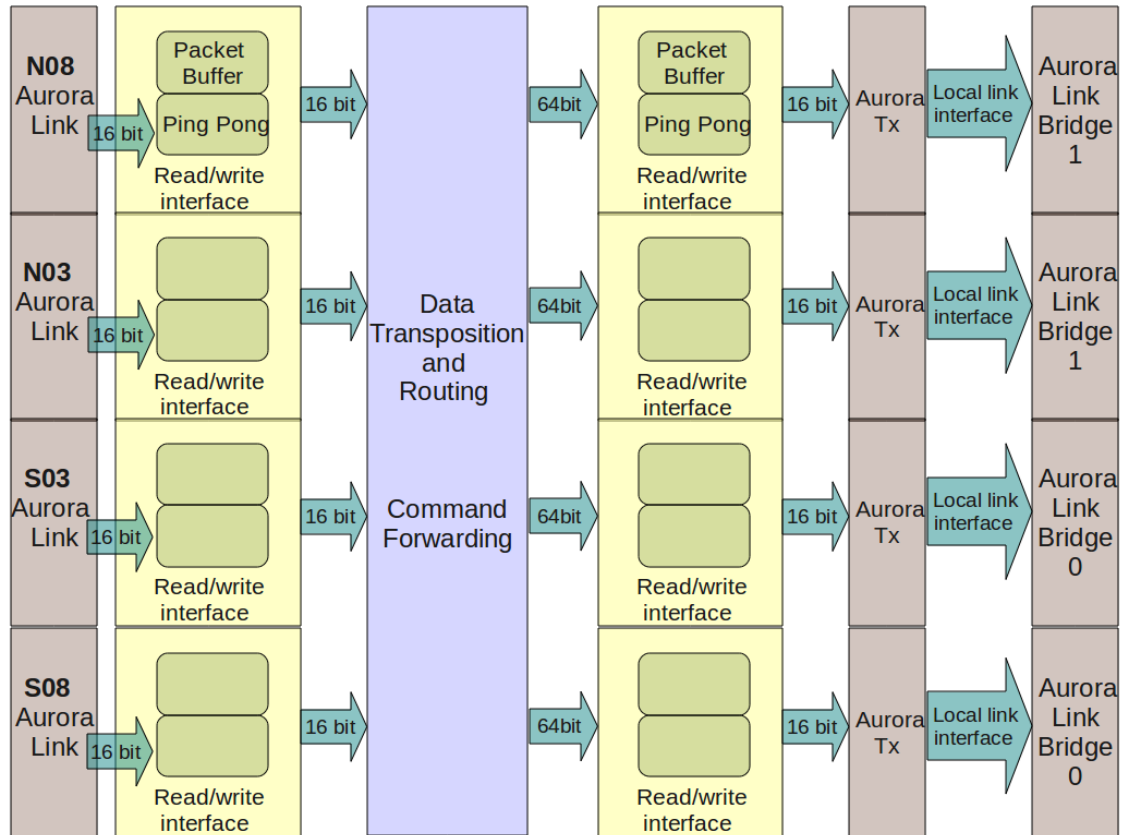 N08
Aurora
Link
16 bit
Packet
Buffer
Ping Pong
Read/write
interface
16 bit
64bit
Packet
Buffer
Ping Pong
Read/write
interface
16 bit
Aurora
Tx
Local link
interface
Aurora
Link
Bridge
1
N03
Aurora
Link
16 bit
Read/write
interface
16 bit
Data
Transposition
and
Routing
64bit
Read/write
interface
16 bit
Aurora
Tx
Local link
interface
Aurora
Link
Bridge
1
S03
Aurora
Link
16 bit
Read/write
interface
16 bit
Command
Forwarding
64bit
Read/write
interface
16 bit
Aurora
Tx
Local link
interface
Aurora
Link
Bridge
0
S08
Aurora
Link
16 bit
Read/write
interface
16 bit
64bit
Read/write
interface
16 bit
Aurora
Tx
Local link
interface
Aurora
Link
Bridge
0